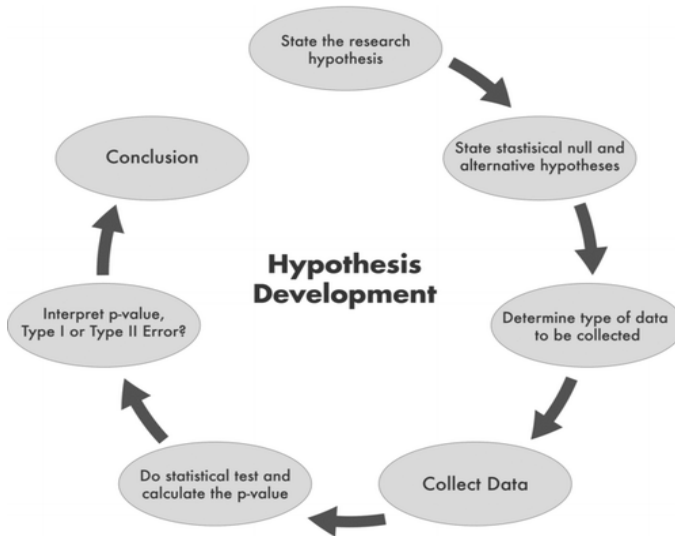 State the research
hypothesis
State stastisical null and
alternative hypotheses
Determine type of data
to be collected
Collect Data
Do statistical test and
calculate the p-value
Interpret p-value,
Type I or Type II Error?
Conclusion
Hypothesis
Development